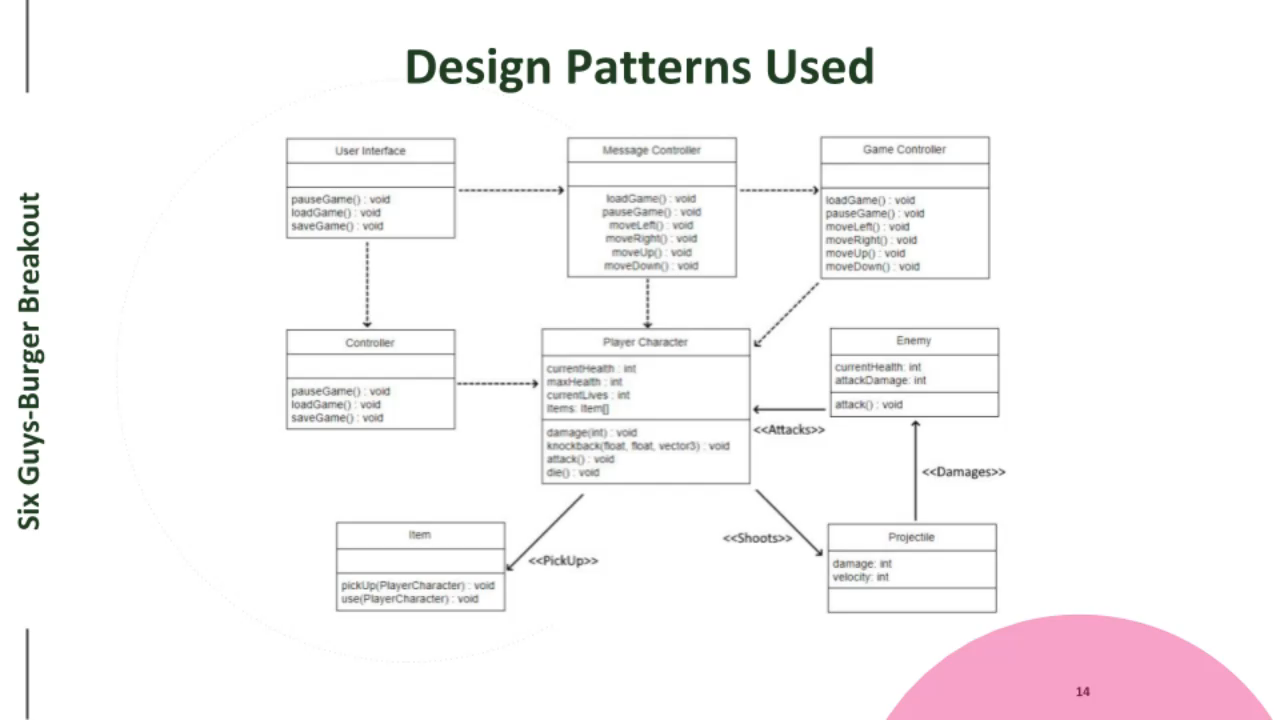 Design Patterns Used
Six Guys-Burger Breakout
User Interface
pauseGame() : void
loadGame() : void
saveGame() : void
Message Controller
loadGame() : void
pauseGame() : void
moveLeft() : void
moveRight() : void
moveUp() : void
moveDown() : void
Game Controller
loadGame() : void
pauseGame() : void
moveLeft() : void
moveRight() : void
moveUp() : void
moveDown() : void
Controller
pauseGame() : void
loadGame() : void
saveGame() : void
Player Character
currentHealth : int
maxHealth : int
currentLives : int
Items: Item[]
damage(int) : void
knockback(float, float, vector3) : void
attack() : void
die() : void
Enemy
currentHealth: int
attackDamage: int
attack() : void
<<Attacks>>
<<Damages>>
<<Shoots>>
<<PickUp>>
Item
pickUp(PlayerCharacter) : void
use(PlayerCharacter) : void
Projectile
damage: int
velocity: int
14